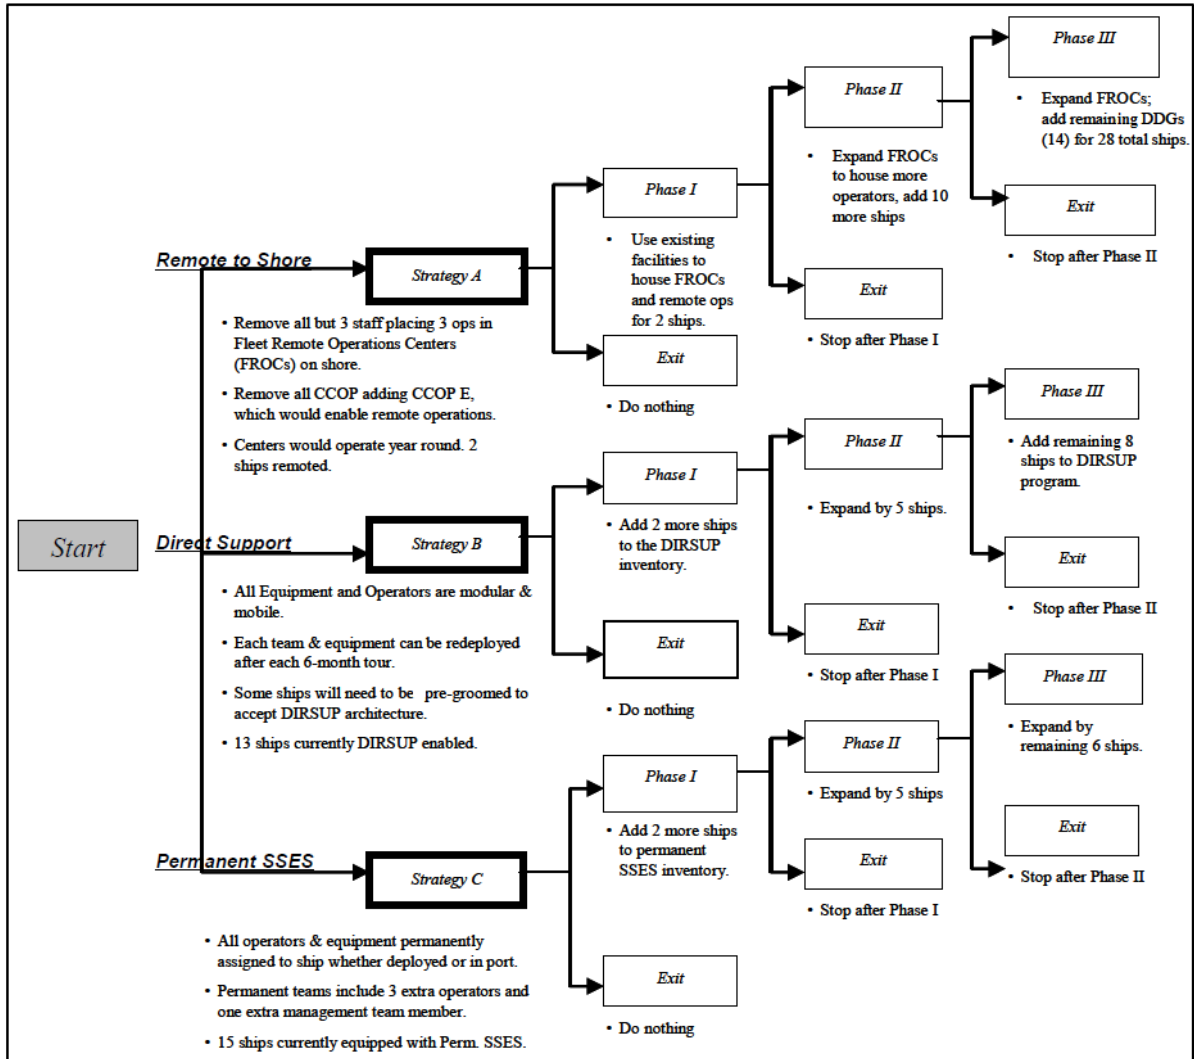 Start
Remote to Shore
Strategy A
• Remove all but 3 staff placing 3 ops in
Fleet Remote Operations Centers
(FROCs) on shore.
• Remove all CCOP adding CCOP E,
which would enable remote operations.
• Centers would operate year round. 2
ships remoted.
Phase I
• Use existing
facilities to
house FROCs
and remote ops
for 2 ships.
Exit
• Do nothing
Phase II
• Expand FROCs
to house more
operators, add 10
more ships
Exit
• Stop after Phase I
Phase III
• Expand FROCs;
add remaining DDGs
(14) for 28 total ships.
Exit
• Stop after Phase II
Direct Support
Strategy B
• All Equipment and Operators are modular &
mobile.
• Each team & equipment can be redeployed
after each 6-month tour.
• Some ships will need to be pre-groomed to
accept DIRSUP architecture.
• 13 ships currently DIRSUP enabled.
Phase I
• Add 2 more ships
to the DIRSUP
inventory.
Exit
• Do nothing
Phase II
• Expand by 5 ships.
Exit
• Stop after Phase I
Phase III
• Add remaining 8
ships to DIRSUP
program.
Exit
• Stop after Phase II
Permanent SSES
Strategy C
• All operators & equipment permanently
assigned to ship whether deployed or in port.
• Permanent teams include 3 extra operators and
one extra management team member.
• 15 ships currently equipped with Perm. SSES.
Phase I
• Add 2 more ships
to permanent
SSES inventory.
Exit
• Do nothing
Phase II
• Expand by 5 ships
Exit
• Stop after Phase I
Phase III
• Expand by
remaining 6 ships.
Exit
• Stop after Phase II